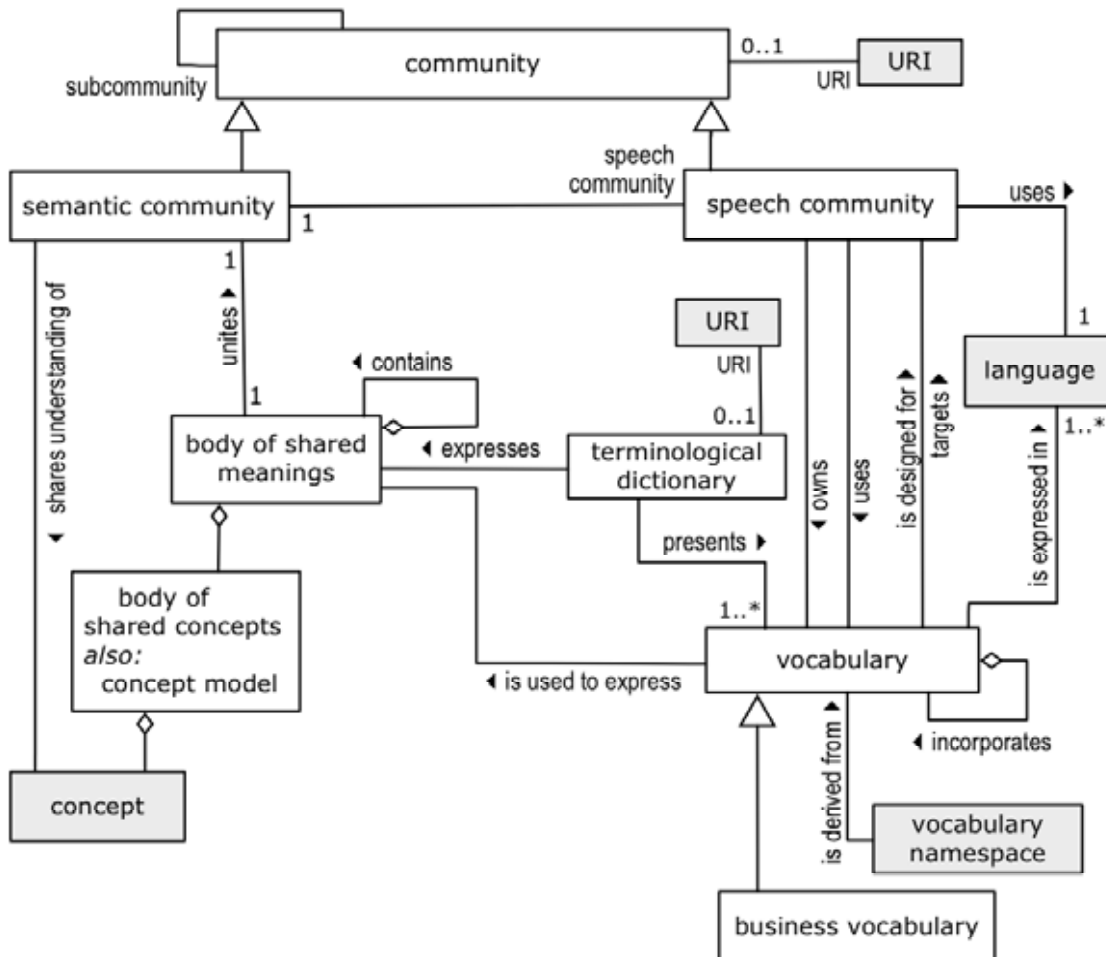 community
0..1
URI
URI
subcommunity
speech
community
semantic community
1
speech community
uses ▶
1
shares understanding of ▶
unites ▶
1
URI
URI
0..1
1
language
1..*
◀ contains
body of shared
meanings
◀ expresses
terminological
dictionary
◀ owns
◀ uses
is designed for ▶
targets ▶
is expressed in ▶
presents ▶
1..*
body of
shared concepts
also:
concept model
vocabulary
◀ is used to express
◀ incorporates
is derived from ▶
concept
vocabulary
namespace
business vocabulary